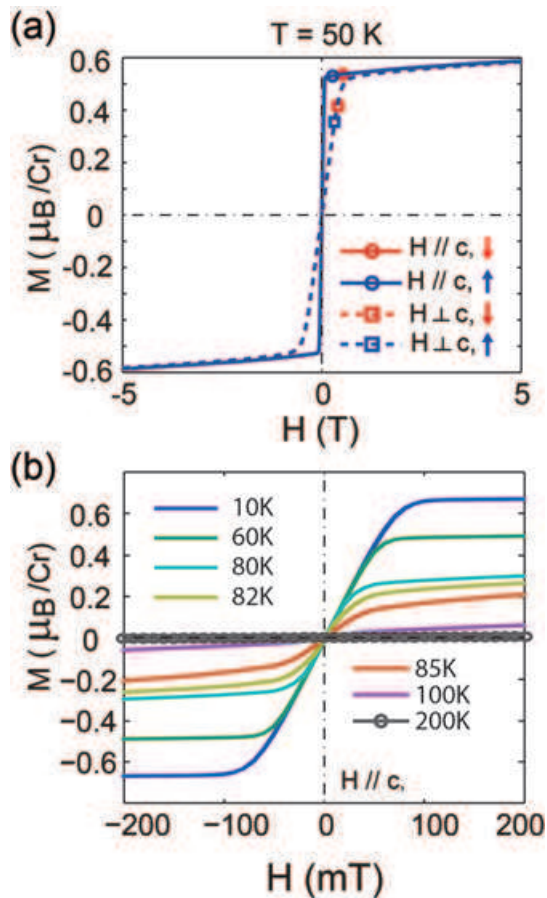 (a)
T = 50 K
M ( μB /Cr)
0.6
0.4
0.2
0
-0.2
-0.4
-0.6
H // c, ↓
H // c, ↑
H ⊥ c, ↓
H ⊥ c, ↑
-5
0
5
H (T)
(b)
M ( μB /Cr)
0.6
0.4
0.2
0
−0.2
−0.4
−0.6
10K
60K
80K
82K
85K
100K
200K
H // c,
−200
−100
0
100
200
H (mT)